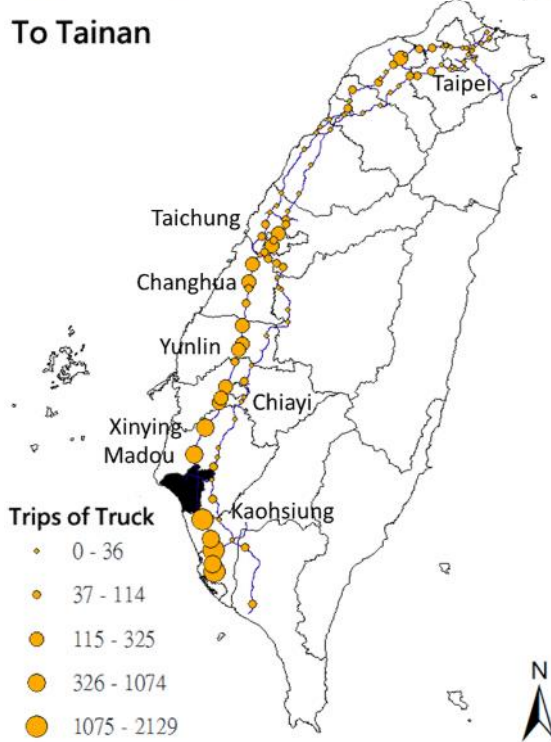 To Tainan
Taipei
Taichung
Changhua
Yunlin
Chiayi
Xinying
Madou
Kaohsiung
Trips of Truck
0 - 36
37 - 114
115 - 325
326 - 1074
1075 - 2129
N